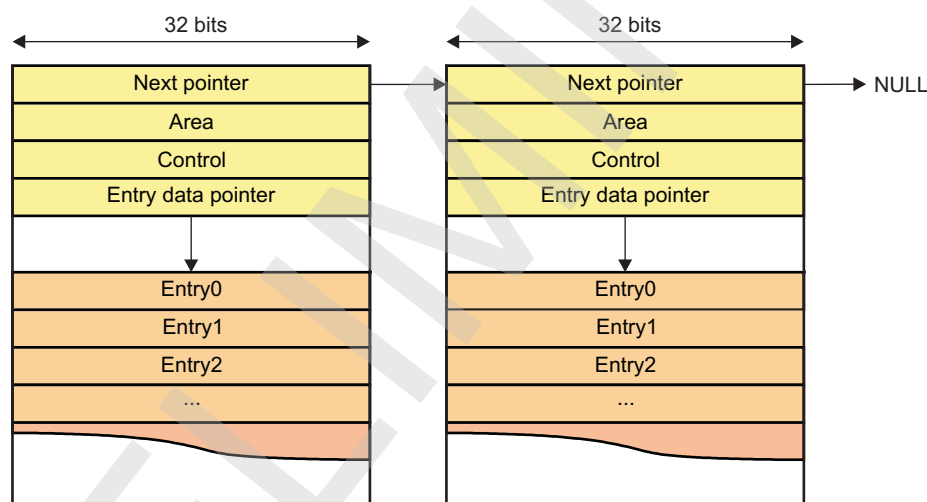 32 bits
32 bits
Next pointer
Next pointer
NULL
Area
Area
Control
Control
Entry data pointer
Entry data pointer
Entry0
Entry0
Entry1
Entry1
Entry2
Entry2
...
...